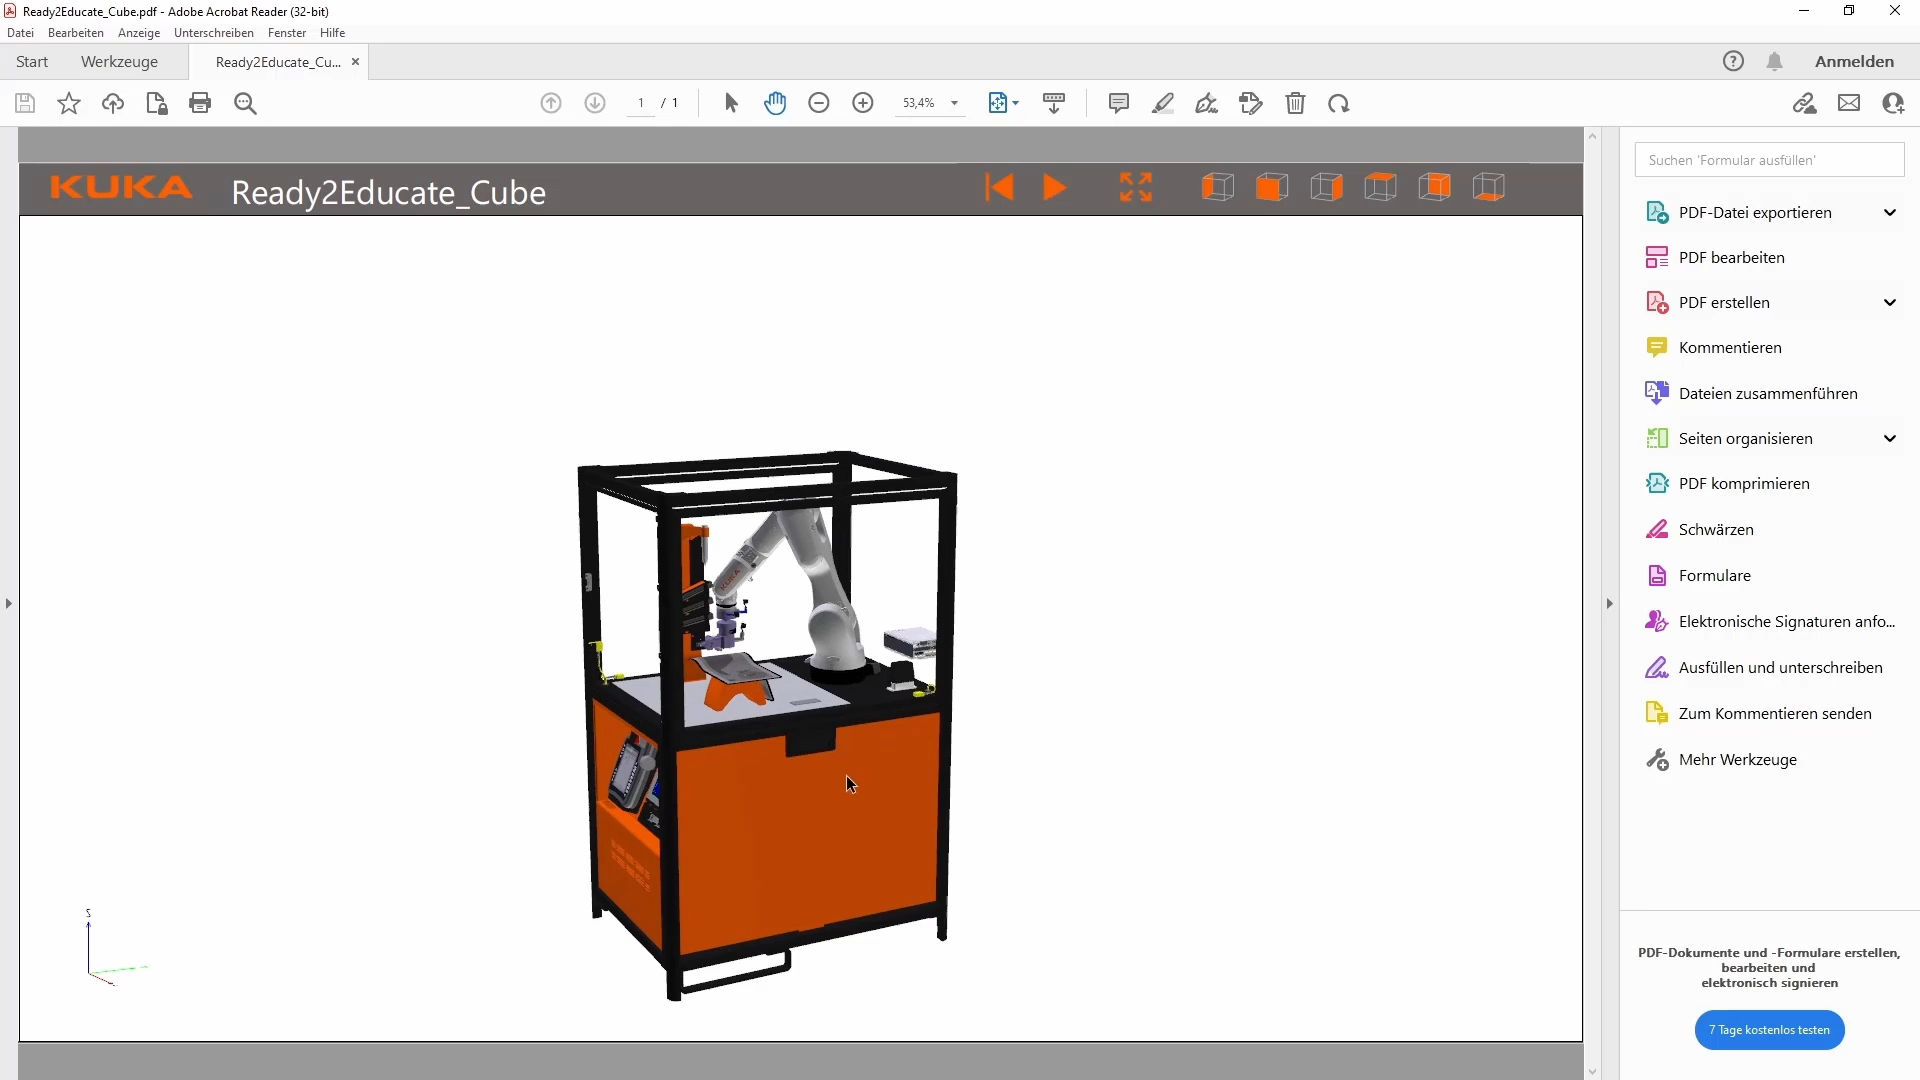 Ready2Educate_Cube.pdf - Adobe Acrobat Reader (32-bit)
Datei Bearbeiten Anzeige Unterschreiben Fenster Hilfe
Start Werkzeuge Ready2Educate_Cu... Anmelden
1 / 1 53,4%
KUKA Ready2Educate_Cube
Suchen 'Formular ausfüllen'
PDF-Datei exportieren
PDF bearbeiten
PDF erstellen
Kommentieren
Dateien zusammenführen
Seiten organisieren
PDF komprimieren
Schwärzen
Formulare
Elektronische Signaturen anfo...
Ausfüllen und unterschreiben
Zum Kommentieren senden
Mehr Werkzeuge
KUKA
Z
PDF-Dokumente und -Formulare erstellen,
bearbeiten und
elektronisch signieren
7 Tage kostenlos testen